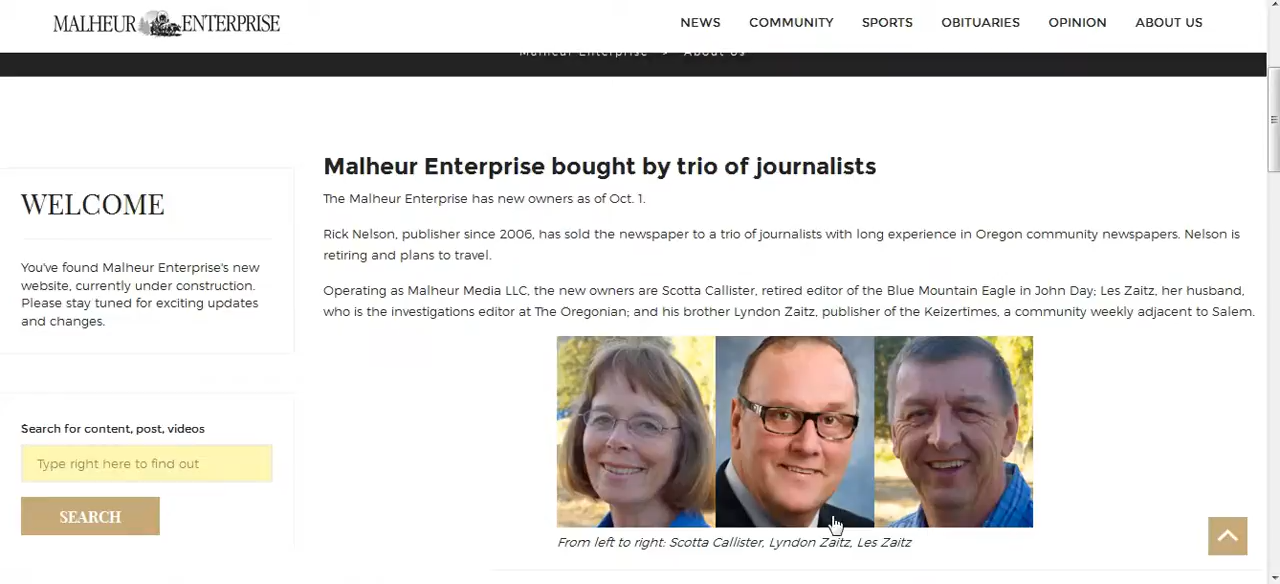 MALHEUR ENTERPRISE
NEWS COMMUNITY SPORTS OBITUARIES OPINION ABOUT US
Malheur Enterprise > About Us
Malheur Enterprise bought by trio of journalists
The Malheur Enterprise has new owners as of Oct. 1.
Rick Nelson, publisher since 2006, has sold the newspaper to a trio of journalists with long experience in Oregon community newspapers. Nelson is
retiring and plans to travel.
Operating as Malheur Media LLC, the new owners are Scotta Callister, retired editor of the Blue Mountain Eagle in John Day; Les Zaitz, her husband,
who is the investigations editor at The Oregonian; and his brother Lyndon Zaitz, publisher of the Keizertimes, a community weekly adjacent to Salem.
From left to right: Scotta Callister, Lyndon Zaitz, Les Zaitz
WELCOME
You've found Malheur Enterprise's new
website, currently under construction.
Please stay tuned for exciting updates
and changes.
Search for content, post, videos
Type right here to find out
SEARCH